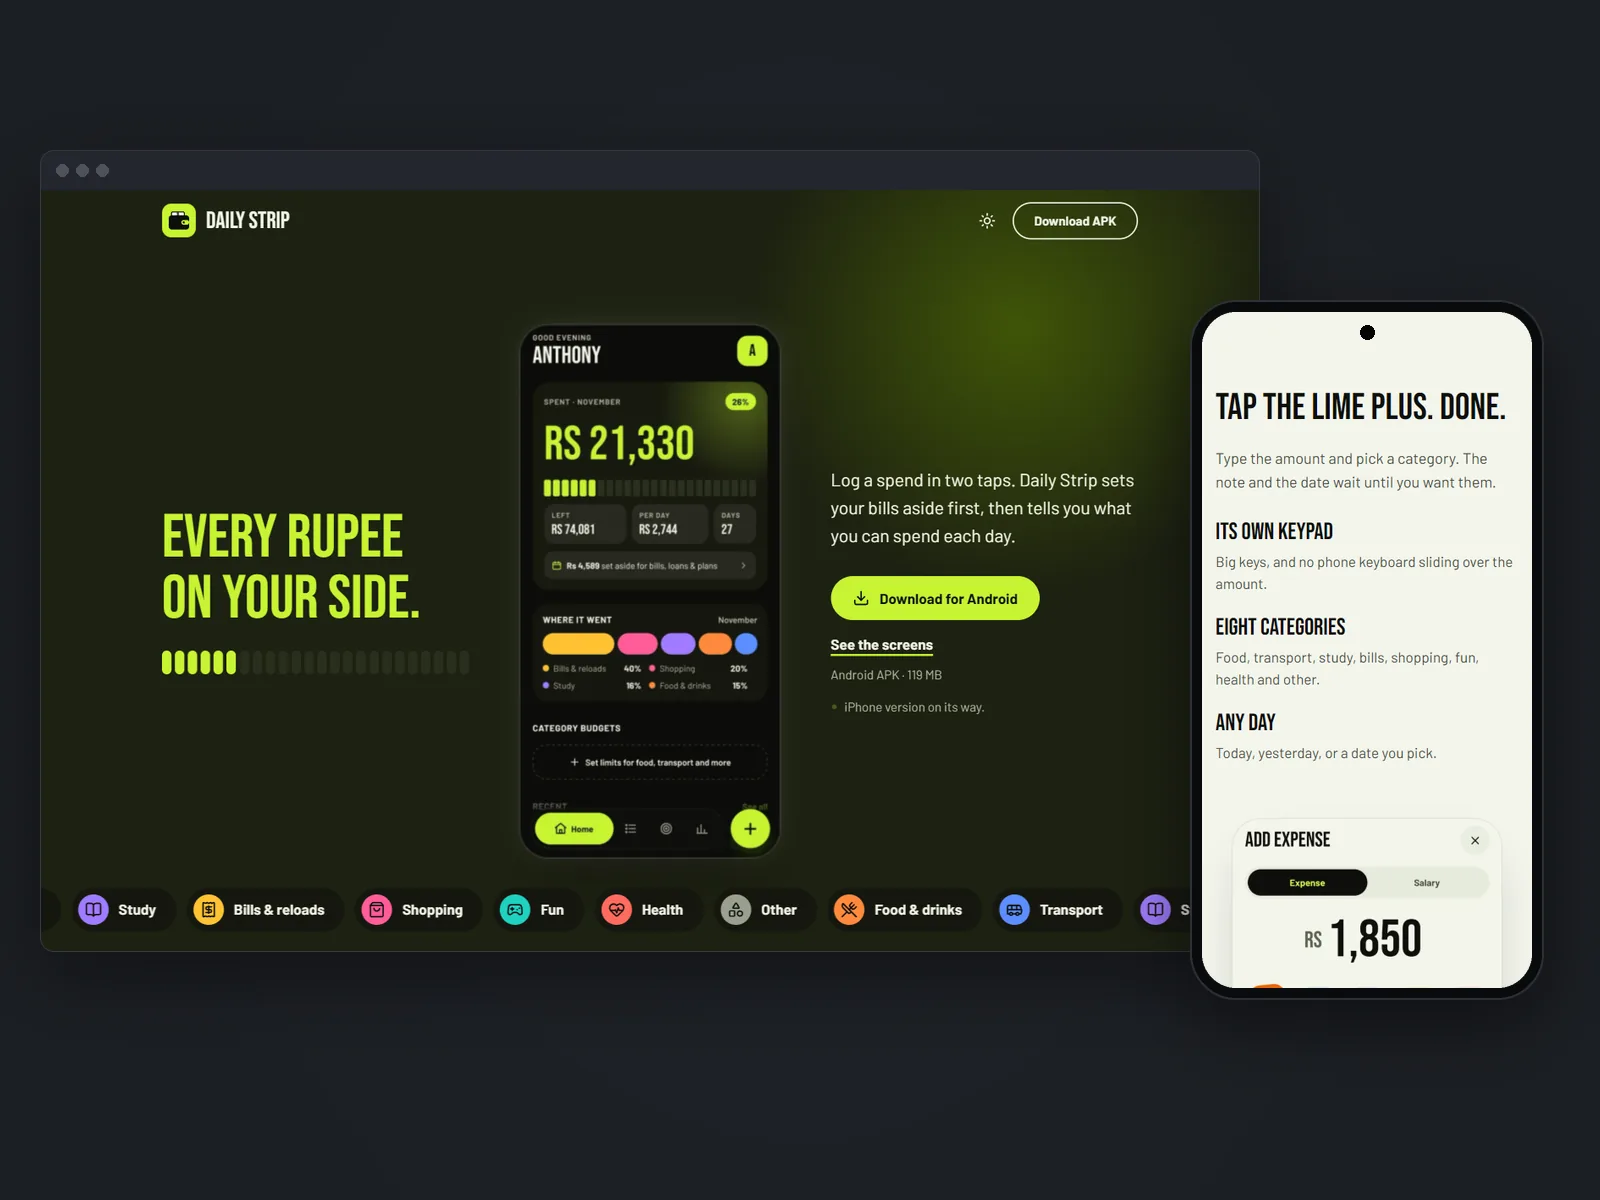 DAILY STRIP
Download APK
EVERY RUPEE
ON YOUR SIDE.
GOOD EVENING
ANTHONY
A
SPENT · NOVEMBER
26%
RS 21,330
LEFT
RS 74,081
PER DAY
RS 2,744
DAYS
27
Rs 4,589 set aside for bills, loans & plans
WHERE IT WENT
November
Bills & reloads 40%
Shopping 20%
Study 16%
Food & drinks 15%
CATEGORY BUDGETS
Set limits for food, transport and more
RECENT
See all
Home
Log a spend in two taps. Daily Strip sets
your bills aside first, then tells you what
you can spend each day.
Download for Android
See the screens
Android APK · 119 MB
iPhone version on its way.
Study
Bills & reloads
Shopping
Fun
Health
Other
Food & drinks
Transport
S
TAP THE LIME PLUS. DONE.
Type the amount and pick a category. The
note and the date wait until you want them.
ITS OWN KEYPAD
Big keys, and no phone keyboard sliding over the
amount.
EIGHT CATEGORIES
Food, transport, study, bills, shopping, fun,
health and other.
ANY DAY
Today, yesterday, or a date you pick.
ADD EXPENSE
Expense
Salary
RS 1,850